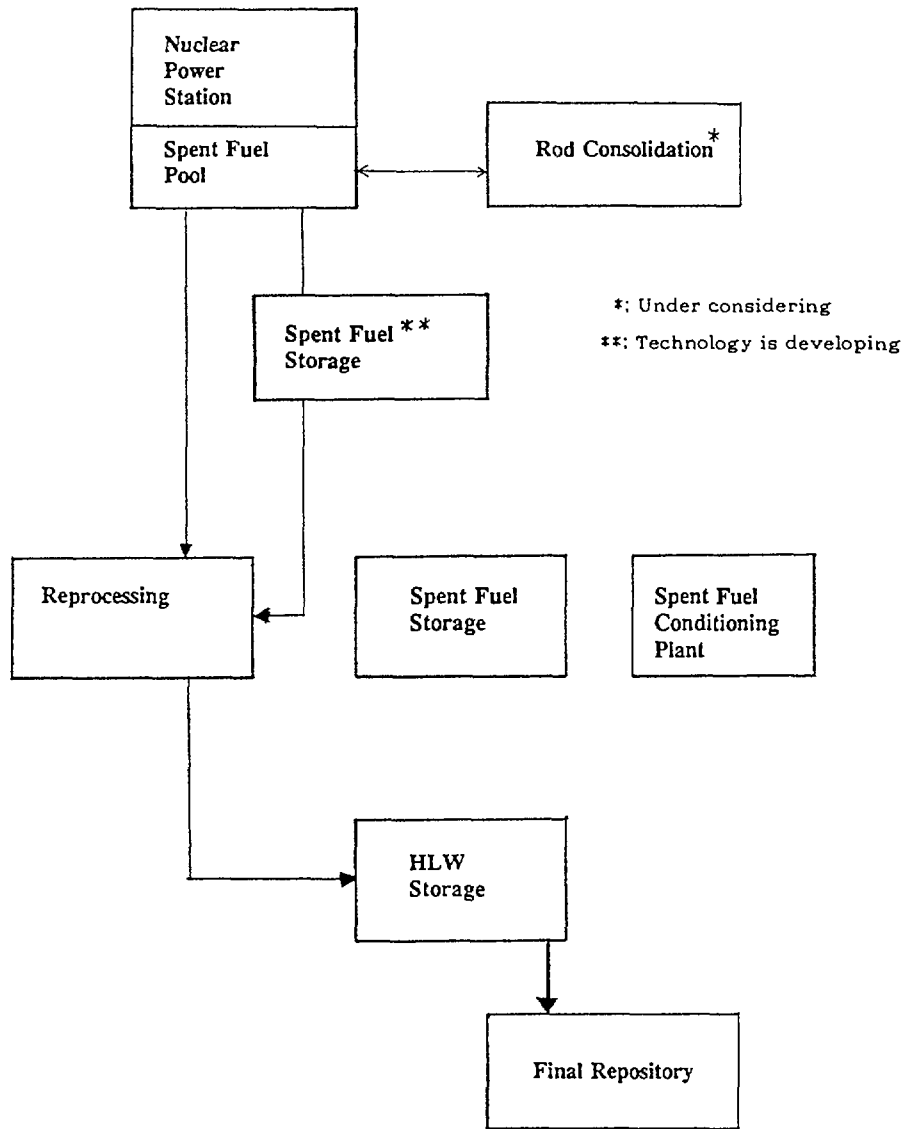 Nuclear
Power
Station
Spent Fuel
Pool
Rod Consolidation*
*: Under considering
**: Technology is developing
Spent Fuel **
Storage
Reprocessing
Spent Fuel
Storage
Spent Fuel
Conditioning
Plant
HLW
Storage
Final Repository